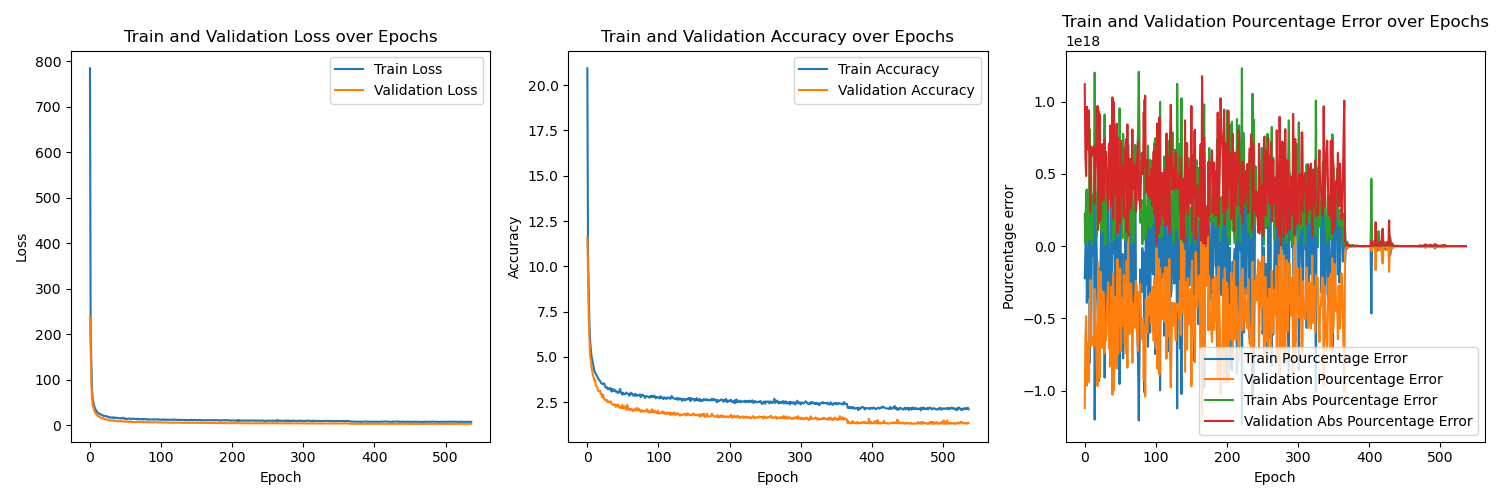 Train and Validation Loss over Epochs
800
700
600
500
400
300
200
100
0
Loss
0 100 200 300 400 500
Epoch
Train Loss
Validation Loss
Train and Validation Accuracy over Epochs
20.0
17.5
15.0
12.5
10.0
7.5
5.0
2.5
Accuracy
0 100 200 300 400 500
Epoch
Train Accuracy
Validation Accuracy
Train and Validation Pourcentage Error over Epochs
1e18
1.0
0.5
0.0
−0.5
−1.0
Pourcentage error
0 100 200 300 400 500
Epoch
Train Pourcentage Error
Validation Pourcentage Error
Train Abs Pourcentage Error
Validation Abs Pourcentage Error